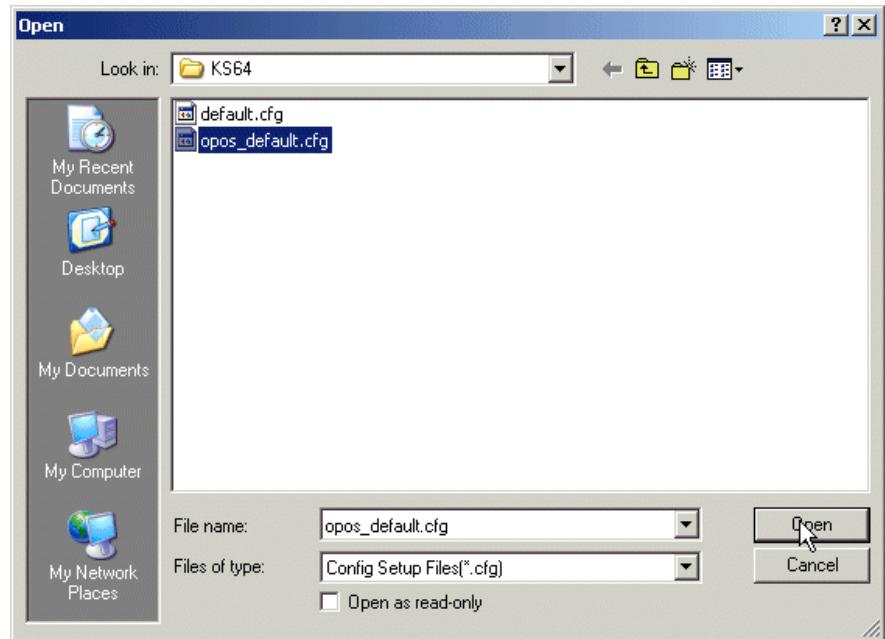 Open
Look in:
KS64
default.cfg
opos_default.cfg
My Recent
Documents
Desktop
My Documents
My Computer
My Network
Places
File name:
opos_default.cfg
Open
Files of type:
Config Setup Files(*.cfg)
Cancel
Open as read-only